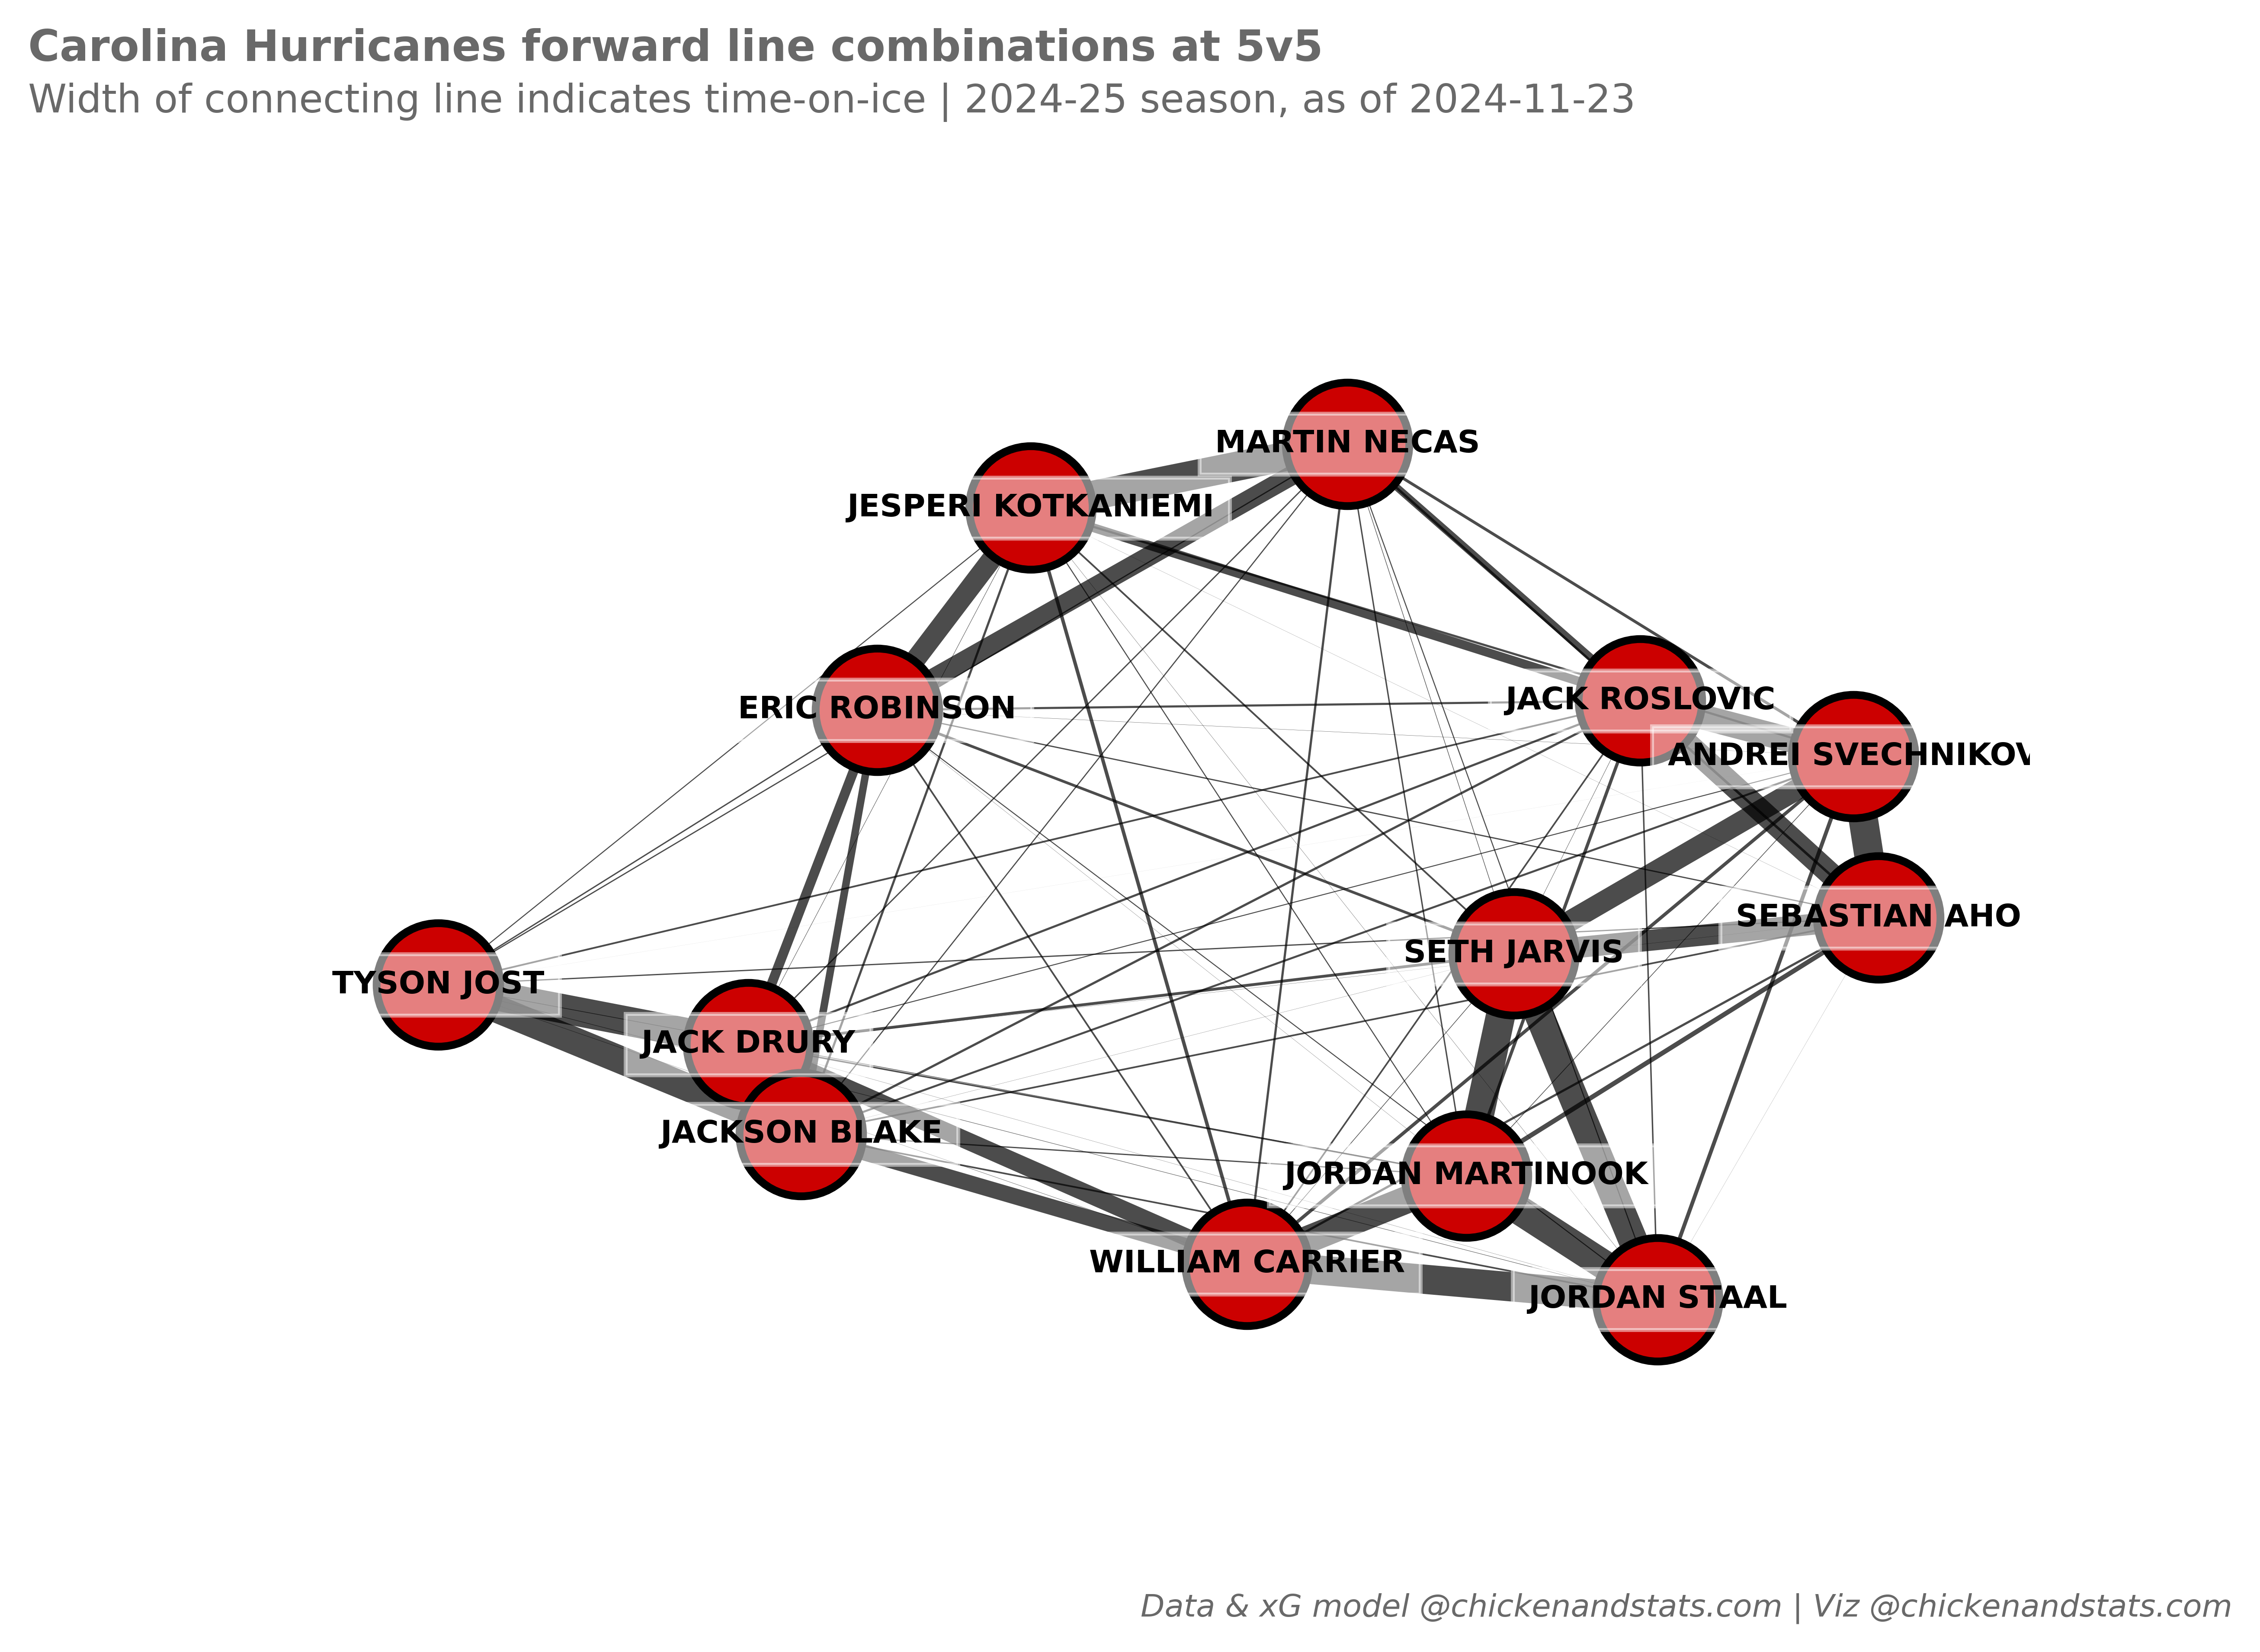 Carolina Hurricanes forward line combinations at 5v5
Width of connecting line indicates time-on-ice | 2024-25 season, as of 2024-11-23
MARTIN NECAS
JESPERI KOTKANIEMI
JACK ROSLOVIC
ERIC ROBINSON
ANDREI SVECHNIKOV
SEBASTIAN AHO
SETH JARVIS
TYSON JOST
JACK DRURY
JACKSON BLAKE
JORDAN MARTINOOK
WILLIAM CARRIER
JORDAN STAAL
Data & xG model @chickenandstats.com | Viz @chickenandstats.com